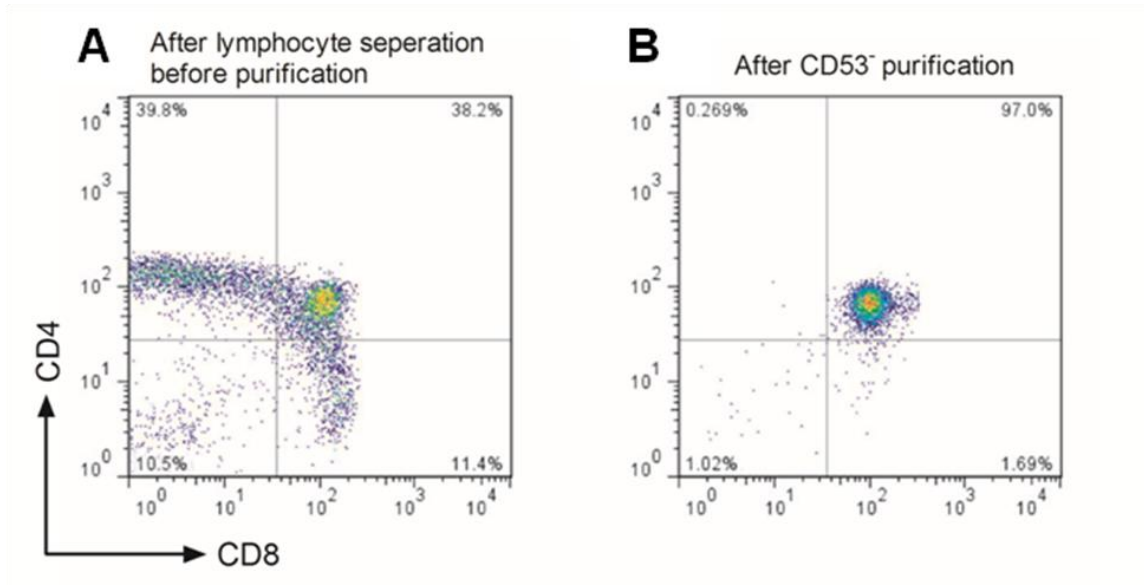 A
After lymphocyte seperation
before purification
39.8%
38.2%
10.5%
11.4%
10⁴
10³
10²
10¹
10⁰
10⁰ 10¹ 10² 10³ 10⁴
CD4
CD8
B
After CD53⁻ purification
0.269%
97.0%
1.02%
1.69%
10⁴
10³
10²
10¹
10⁰
10⁰ 10¹ 10² 10³ 10⁴